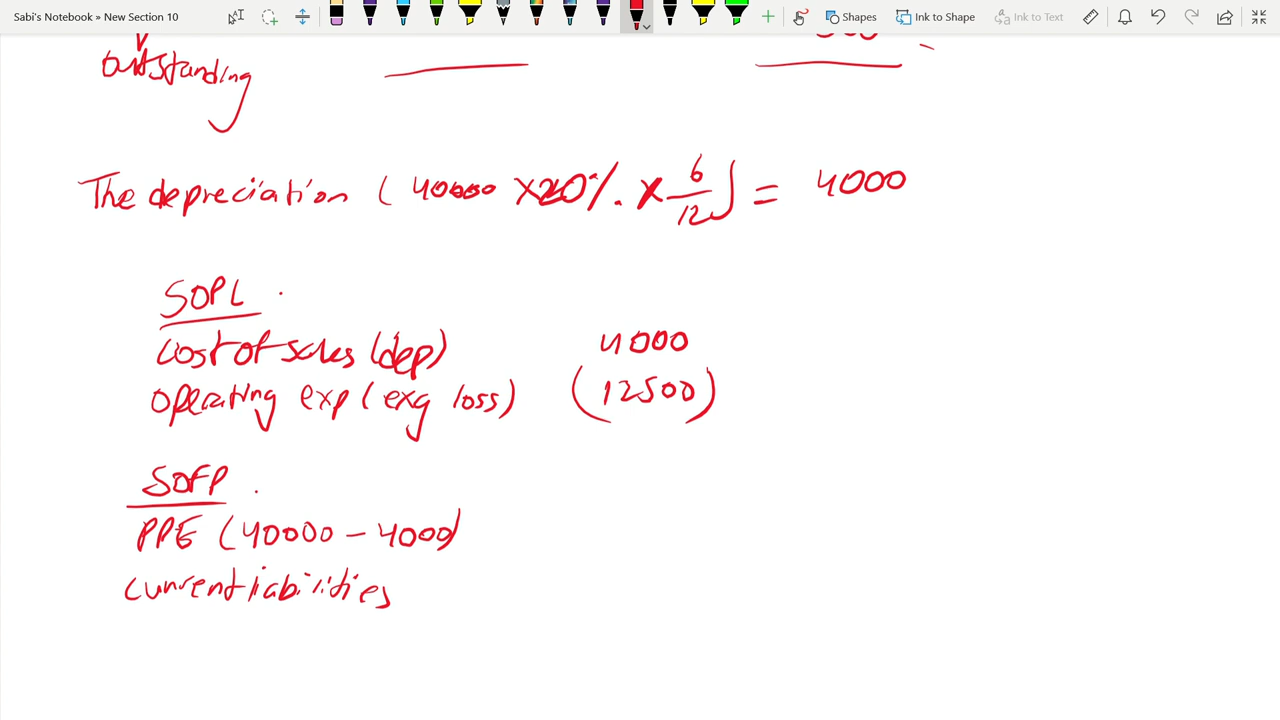 Sabi's Notebook » New Section 10
Shapes
Ink to Shape
Ink to Text
outstanding
The depreciation ( 40000 × 20% × 6/12 ) = 4000
SOPL
cost of sales (dep) 4000
operating exp (exg loss) (12500)
SOFP
PPE (40000 - 4000)
current liabilities